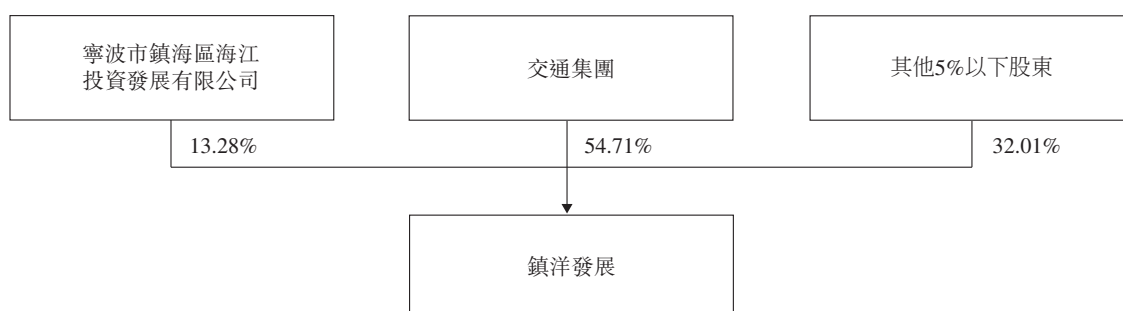 寧波市鎮海區海江
投資發展有限公司
交通集團
其他5%以下股東
13.28%
54.71%
32.01%
鎮洋發展